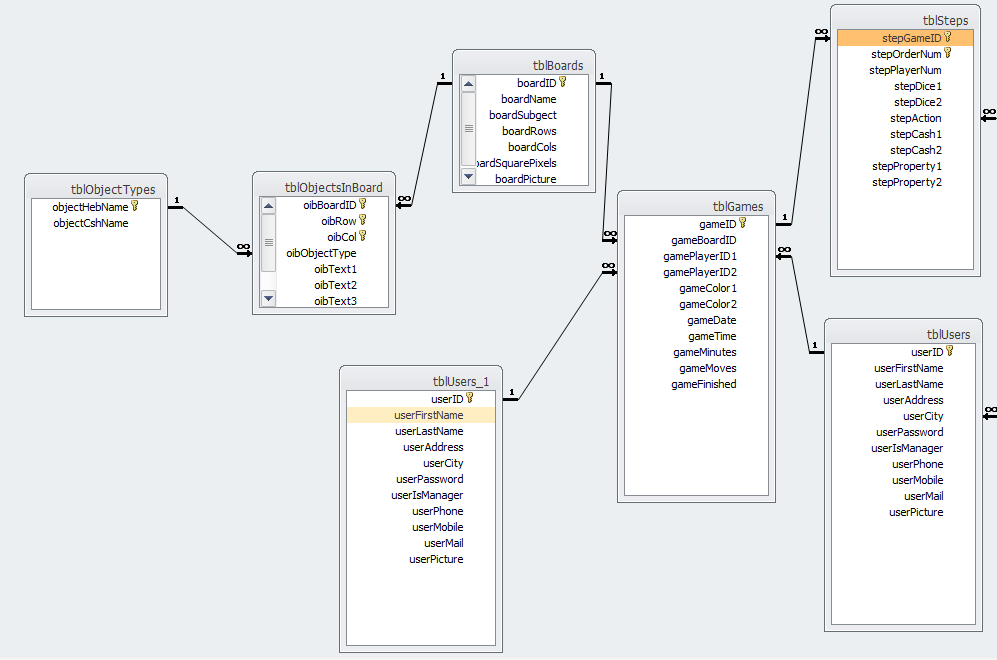 tblSteps
stepGameID
stepOrderNum
stepPlayerNum
stepDice1
stepDice2
stepAction
stepCash1
stepCash2
stepProperty1
stepProperty2
∞
∞
tblBoards
boardID
boardName
boardSubgect
boardRows
boardCols
oardSquarePixels
boardPicture
1
1
tblObjectTypes
objectHebName
objectCshName
1
∞
tblObjectsInBoard
oibBoardID
oibRow
oibCol
oibObjectType
oibText1
oibText2
oibText3
∞
tblGames
gameID
gameBoardID
gamePlayerID1
gamePlayerID2
gameColor1
gameColor2
gameDate
gameTime
gameMinutes
gameMoves
gameFinished
∞
∞
1
∞
tblUsers_1
userID
userFirstName
userLastName
userAddress
userCity
userPassword
userIsManager
userPhone
userMobile
userMail
userPicture
1
tblUsers
userID
userFirstName
userLastName
userAddress
userCity
userPassword
userIsManager
userPhone
userMobile
userMail
userPicture
1
∞